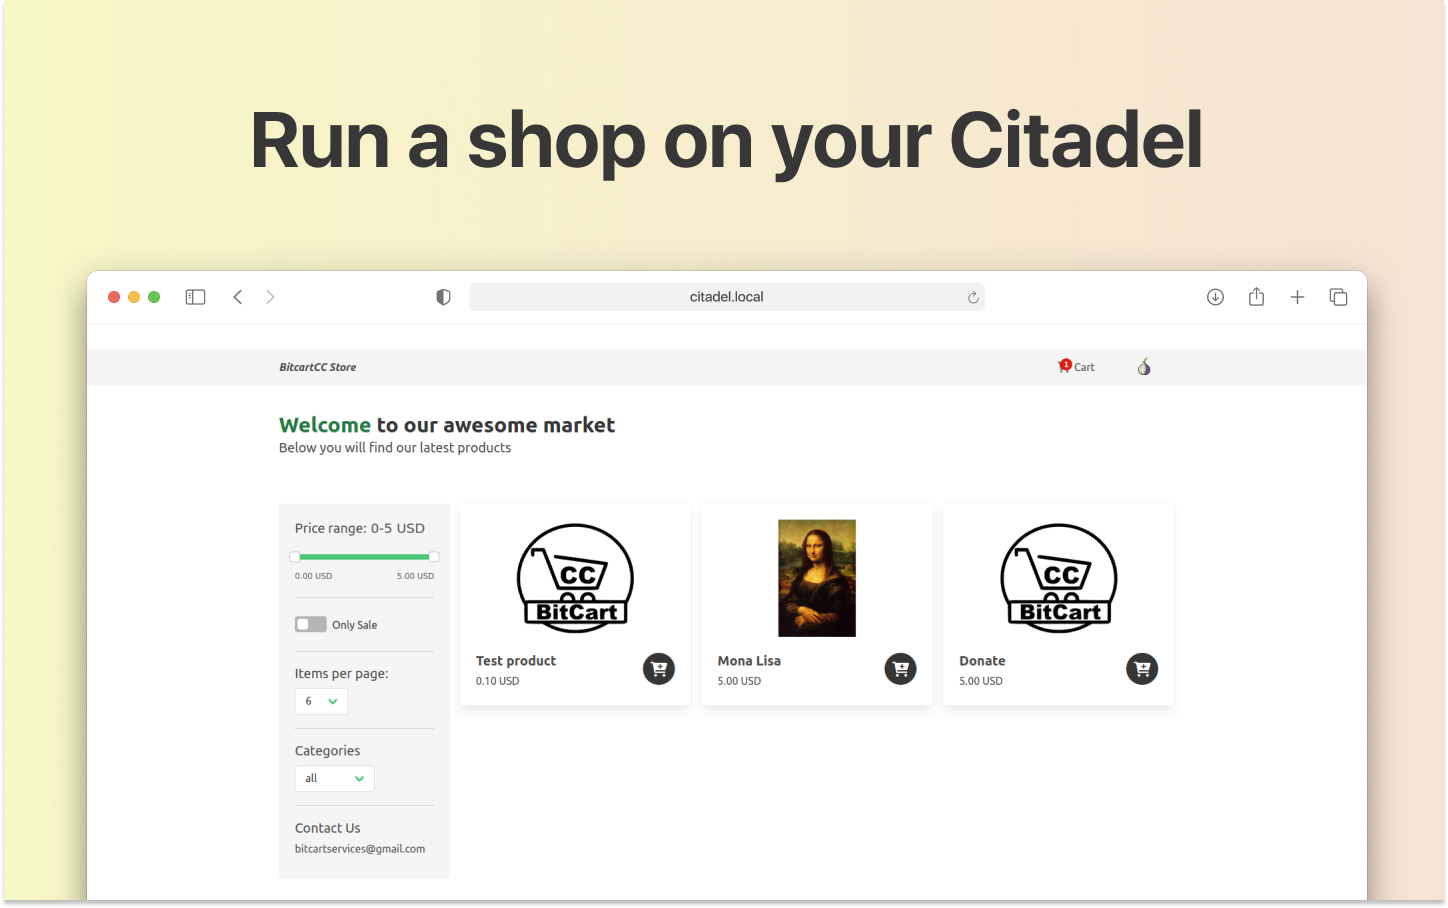 Run a shop on your Citadel
citadel.local
BitcartCC Store
1
Cart
Welcome to our awesome market
Below you will find our latest products
Price range: 0-5 USD
0.00 USD
5.00 USD
Only Sale
Items per page:
6
Categories
all
Contact Us
bitcartservices@gmail.com
CC
BitCart
Test product
0.10 USD
Mona Lisa
5.00 USD
CC
BitCart
Donate
5.00 USD